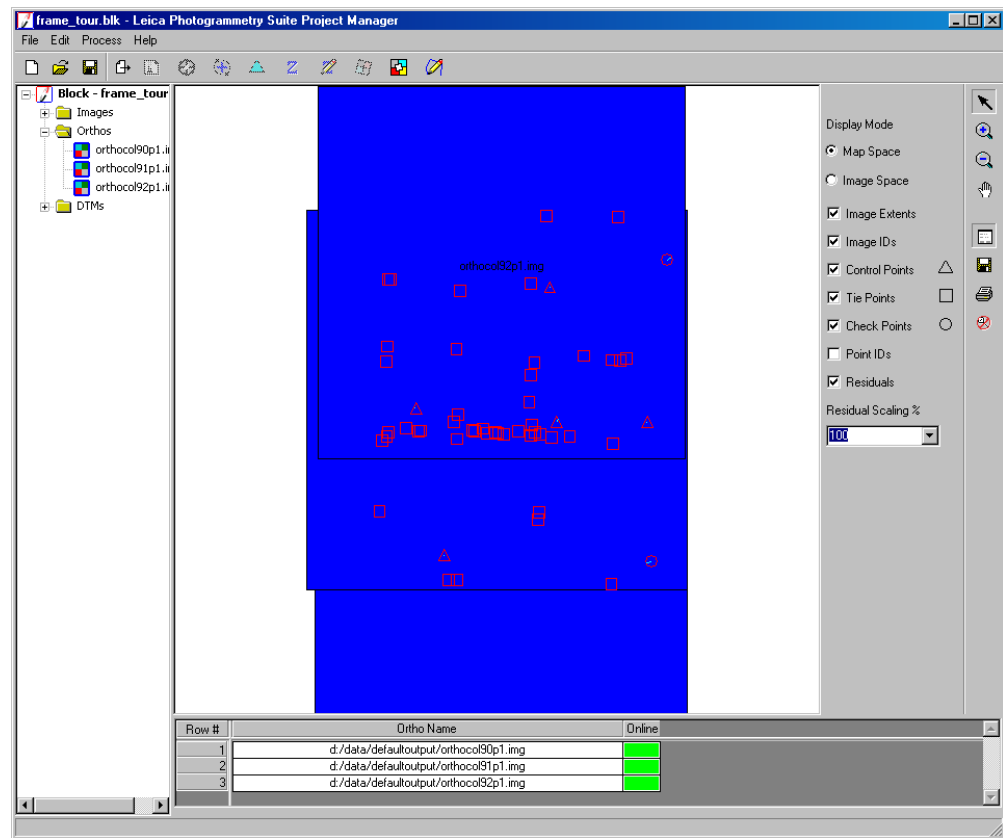 frame_tour.blk - Leica Photogrammetry Suite Project Manager
File Edit Process Help
Block - frame_tour
Images
Orthos
orthocol90p1.i
orthocol91p1.i
orthocol92p1.i
DTMs
orthocol92p1.img
Display Mode
Map Space
Image Space
Image Extents
Image IDs
Control Points
Tie Points
Check Points
Point IDs
Residuals
Residual Scaling %
100
Row # Ortho Name Online
1 d:/data/defaultoutput/orthocol90p1.img
2 d:/data/defaultoutput/orthocol91p1.img
3 d:/data/defaultoutput/orthocol92p1.img